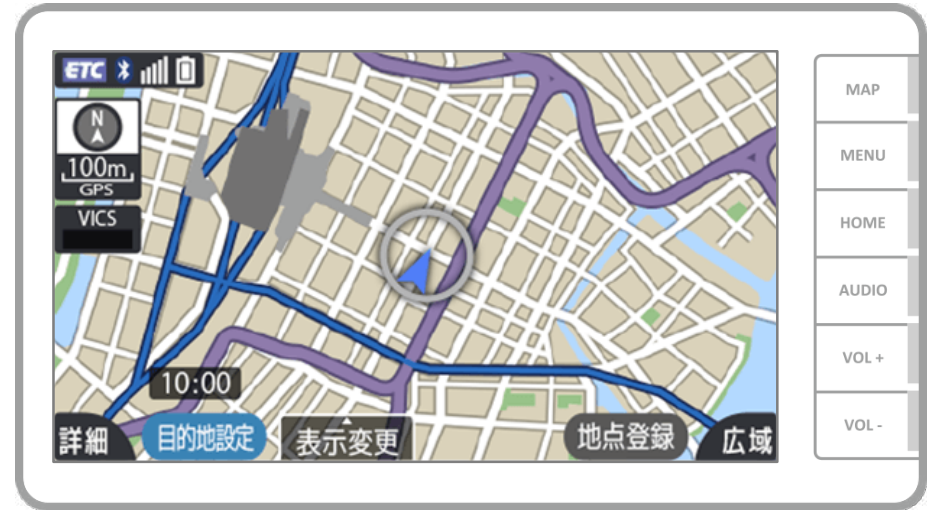 ETC
N
100m
GPS
VICS
10:00
詳細
目的地設定
表示変更
地点登録
広域
MAP
MENU
HOME
AUDIO
VOL +
VOL -